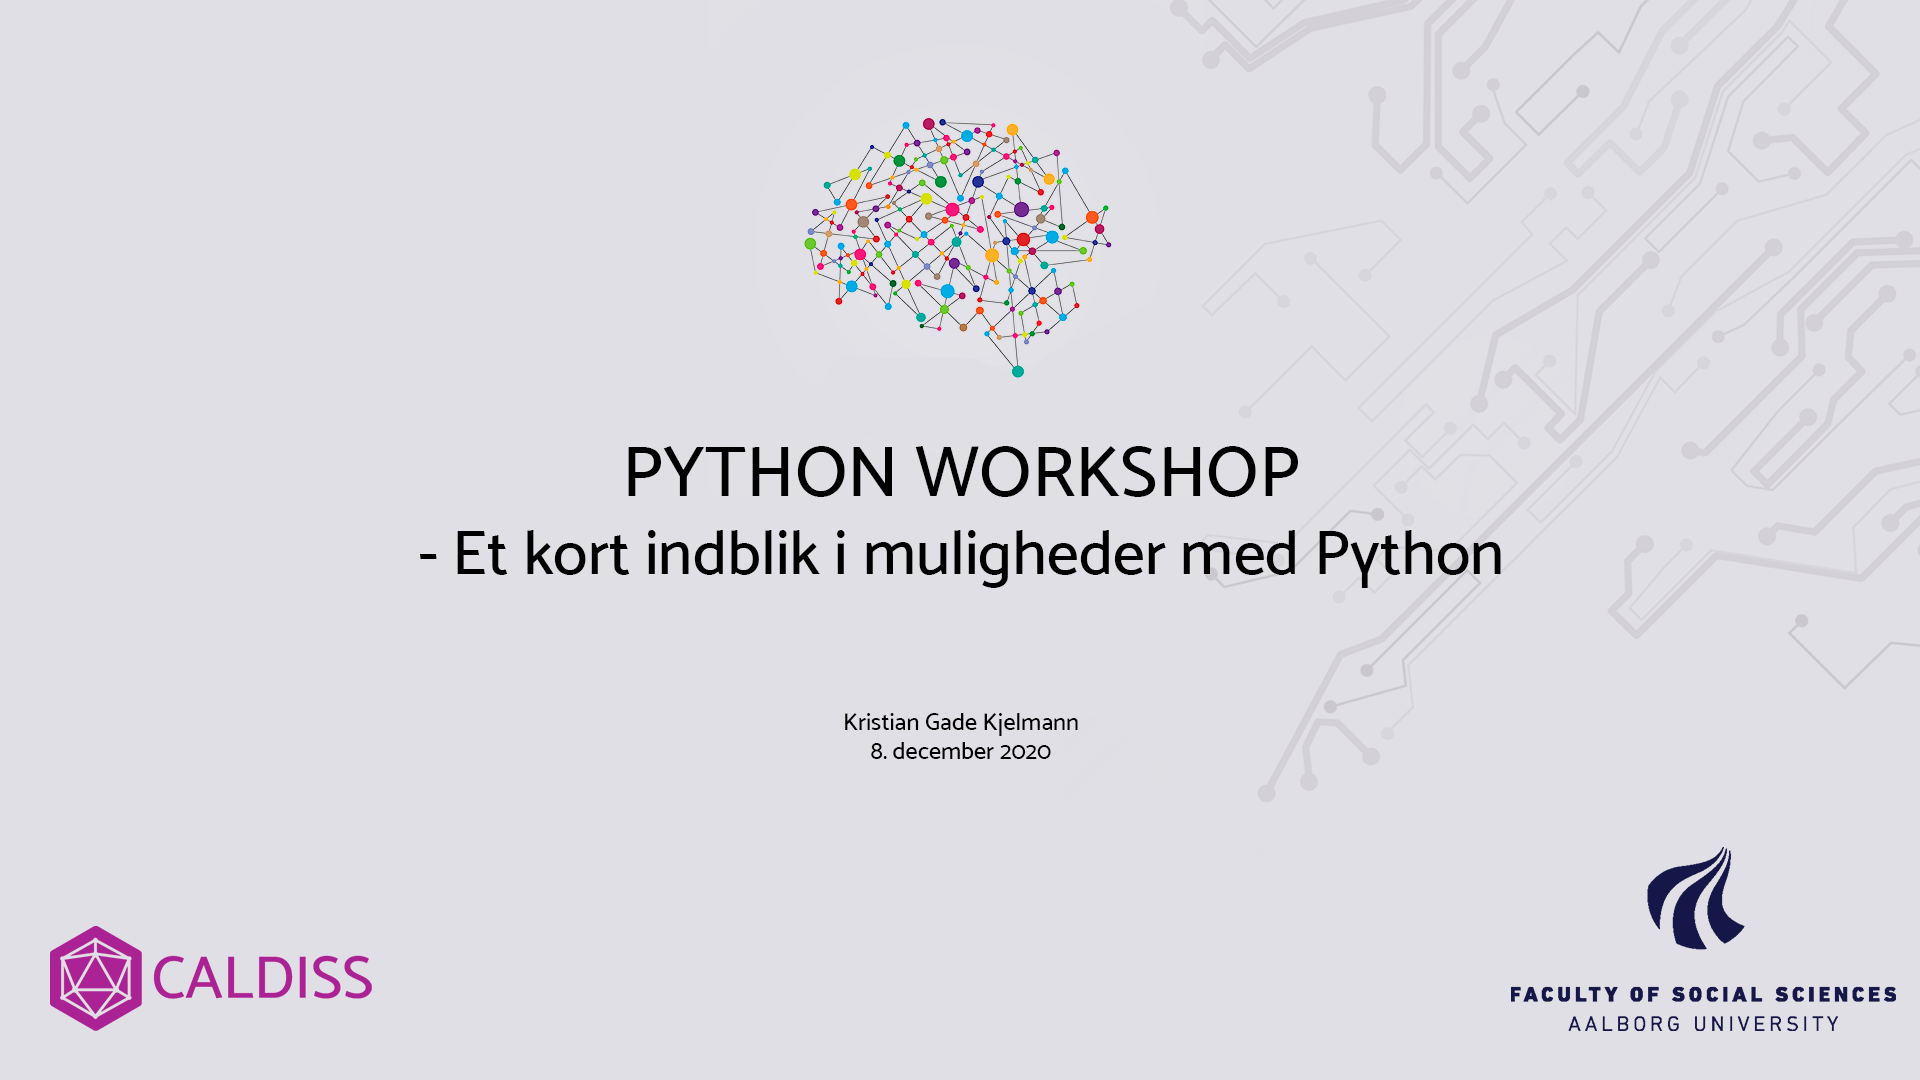 PYTHON WORKSHOP
- Et kort indblik i muligheder med Python
Kristian Gade Kjelmann
8. december 2020
CALDISS
FACULTY OF SOCIAL SCIENCES
AALBORG UNIVERSITY